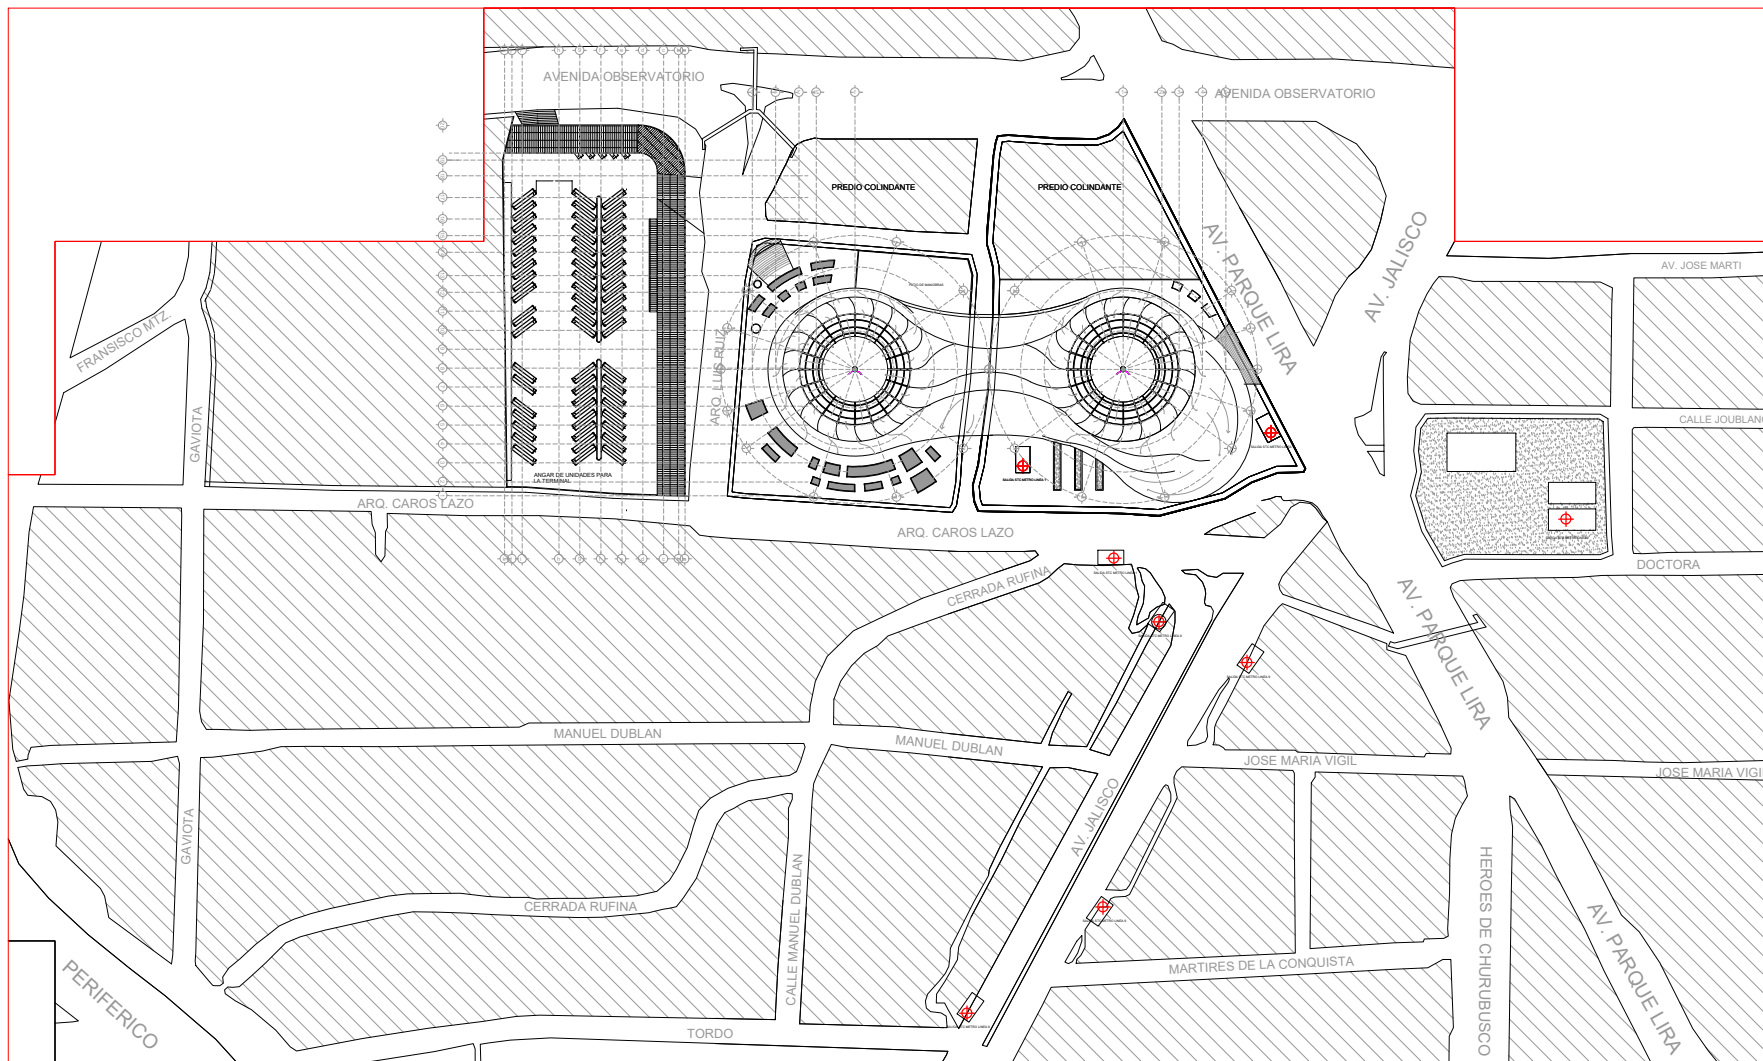 AVENIDA OBSERVATORIO
AVENIDA OBSERVATORIO
PREDIO COLINDANTE
PREDIO COLINDANTE
AV. PARQUE LIRA
AV. JALISCO
AV. JOSE MARTI
FRANSISCO MTZ.
GAVIOTA
ARQ. LUIS RUIZ
CALLE JOUBLANC
ANGAR DE UNIDADES PARA
LA TERMINAL
ARQ. CAROS LAZO
ARQ. CAROS LAZO
CERRADA RUFINA
DOCTORA
AV. PARQUE LIRA
MANUEL DUBLAN
MANUEL DUBLAN
JOSE MARIA VIGIL
JOSE MARIA VIGI
GAVIOTA
AV. JALISCO
CERRADA RUFINA
CALLE MANUEL DUBLAN
HEROES DE CHURUBUSCO
AV. PARQUE LIRA
MARTIRES DE LA CONQUISTA
PERIFERICO
TORDO